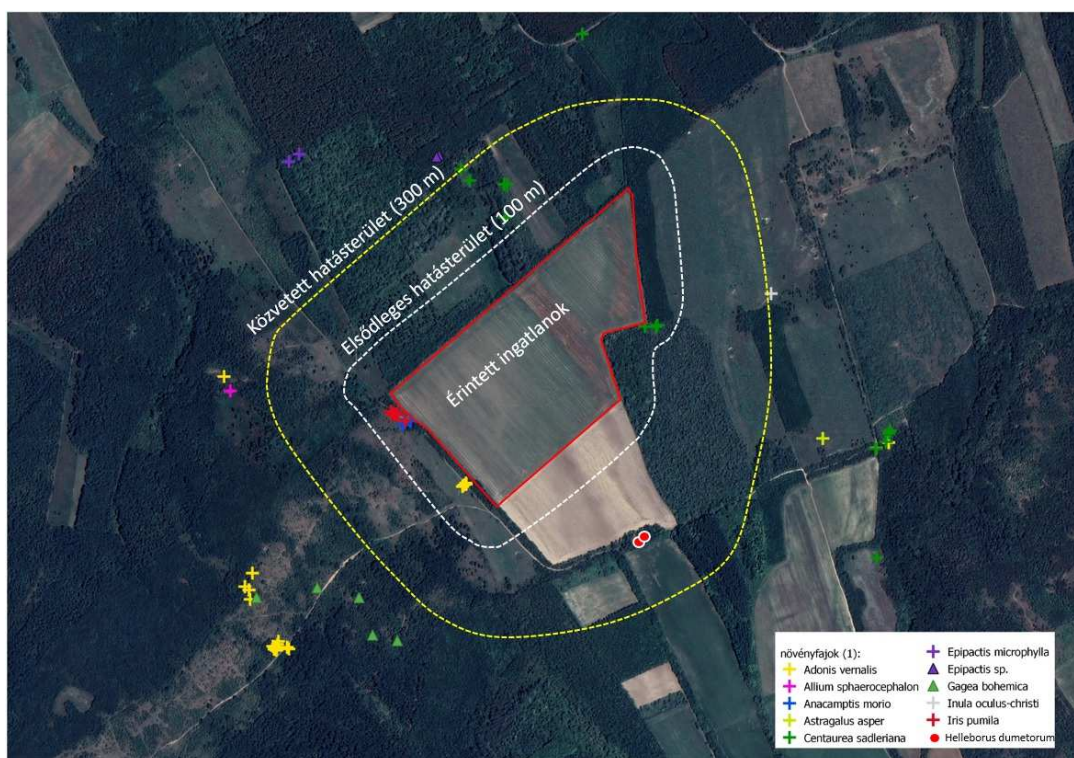 Közvetett hatásterület (300 m)
Elsődleges hatásterület (100 m)
Érintett ingatlanok
növényfajok (1):
Adonis vernalis
Allium sphaerocephalon
Anacamptis morio
Astragalus asper
Centaurea sadleriana
Epipactis microphylla
Epipactis sp.
Gagea bohemica
Inula oculus-christi
Iris pumila
Helleborus dumetorum